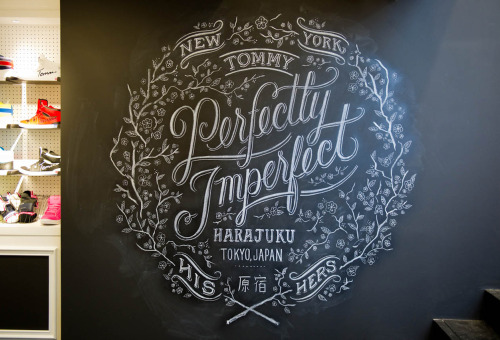 NEW YORK
TOMMY
Perfectly
Imperfect
HARAJUKU
TOKYO, JAPAN
HIS HERS
原宿